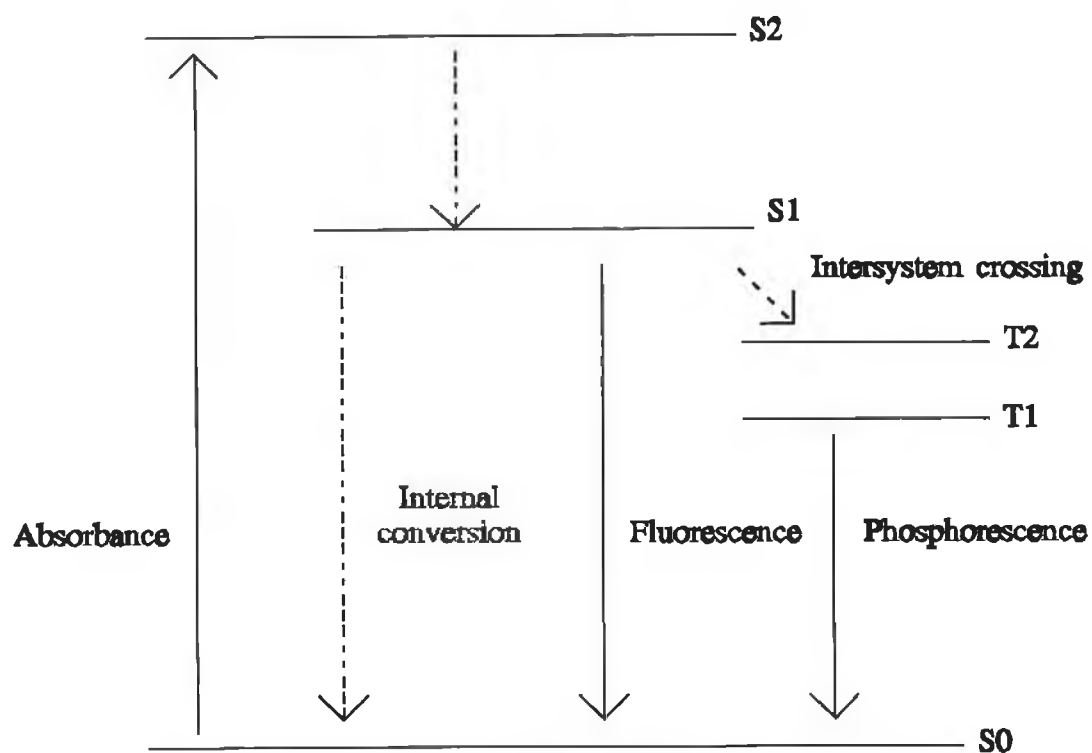 S2
S1
Intersystem crossing
T2
T1
Internal
conversion
Absorbance
Fluorescence
Phosphorescence
S0